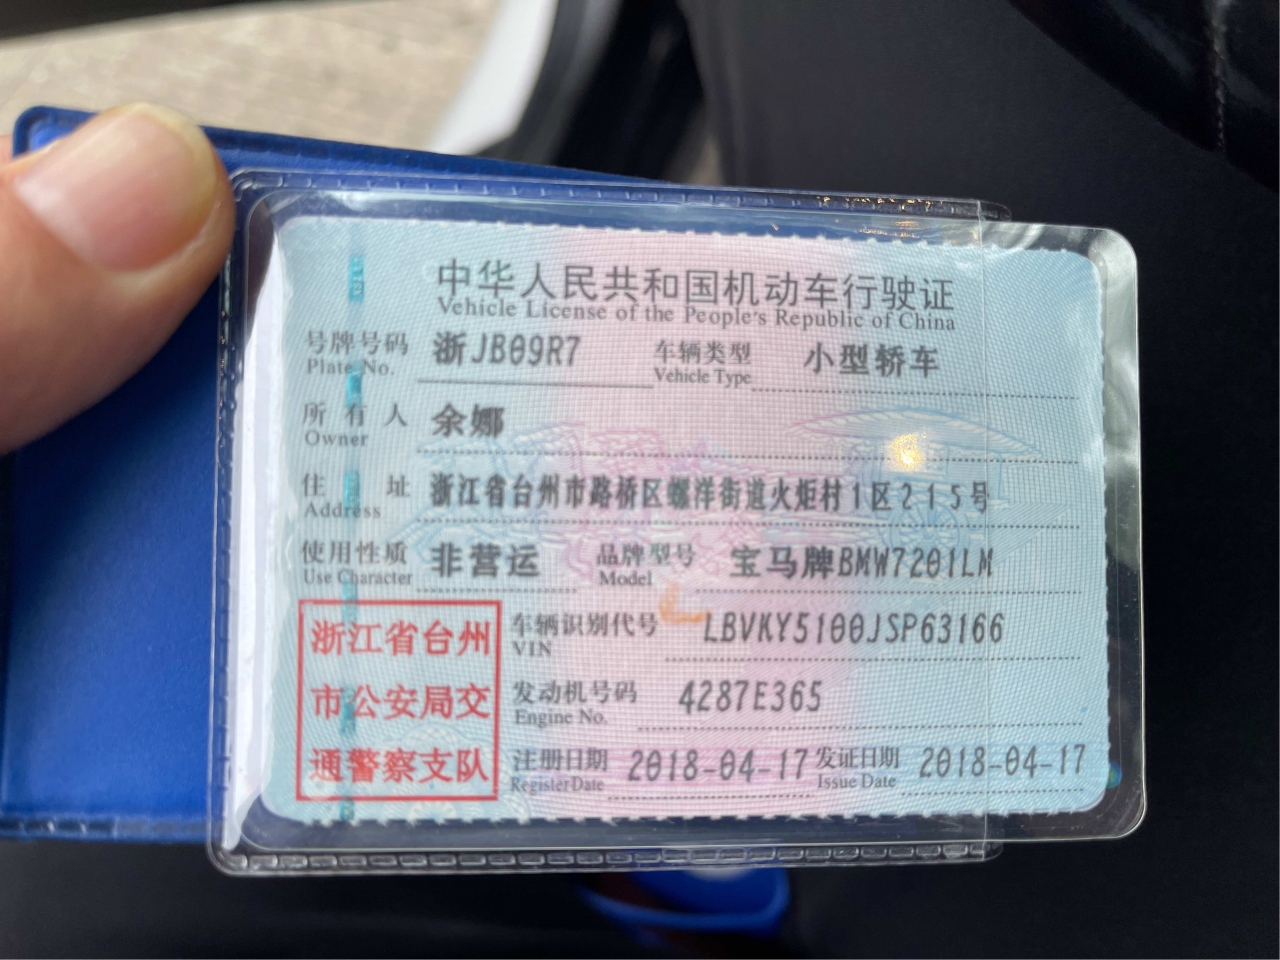 中华人民共和国机动车行驶证
Vehicle License of the People's Republic of China
号牌号码 浙JB09R7 车辆类型 小型轿车
Plate No. Vehicle Type
所有人 余娜
Owner
住址 浙江省台州市路桥区螺洋街道火炬村1区215号
Address
使用性质 非营运 品牌型号 宝马牌BMW7201LM
Use Character Model
浙江省台州
市公安局交
通警察支队
车辆识别代号 LBVKY5100JSP63166
VIN
发动机号码 4287E365
Engine No.
注册日期 2018-04-17 发证日期 2018-04-17
Register Date Issue Date